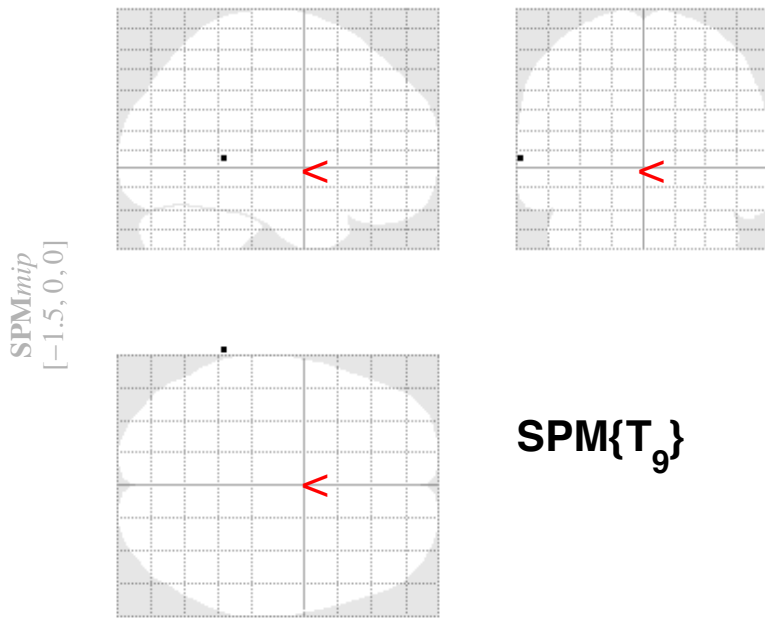 SPMmip
[−1.5, 0, 0]
<
<
<
SPM{T₉}